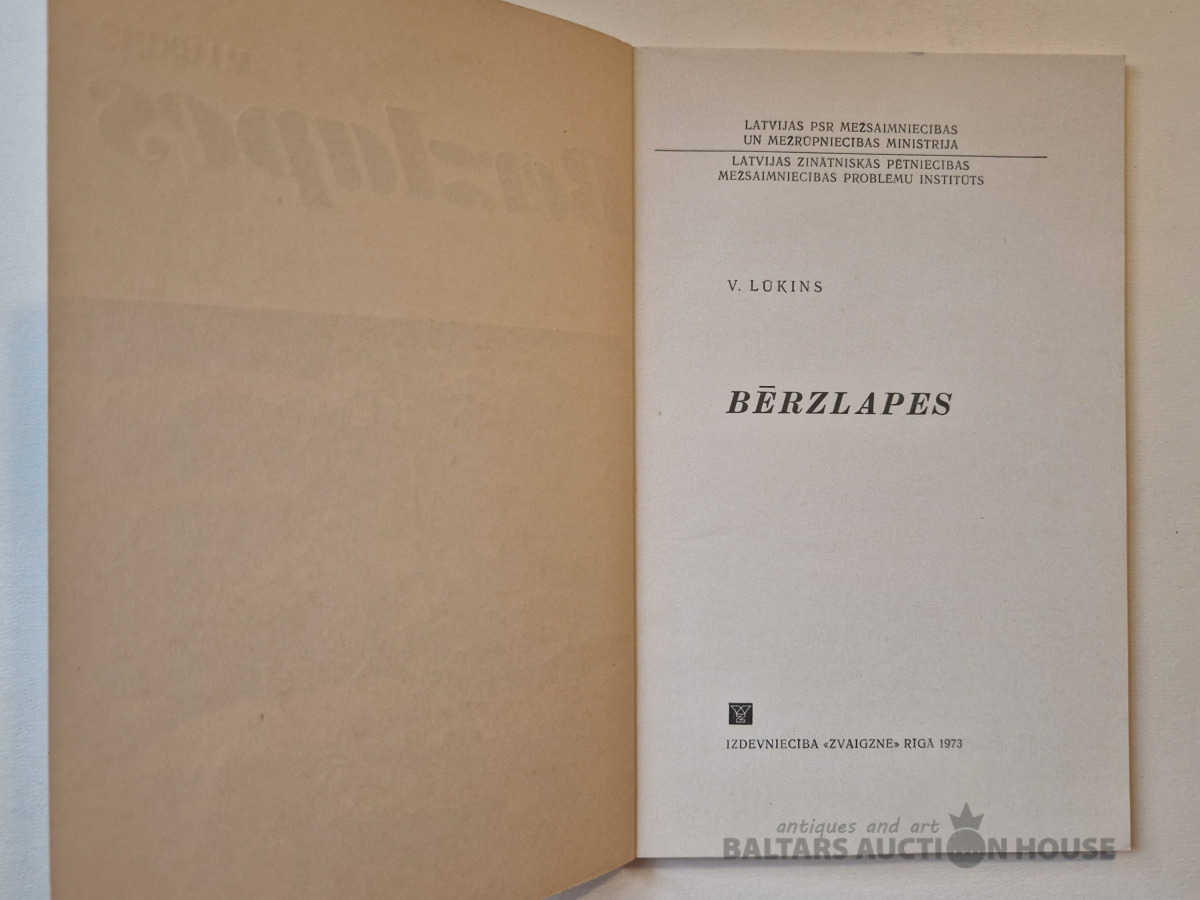 LATVIJAS PSR MEŽSAIMNIECĪBAS
UN MEŽRŪPNIECĪBAS MINISTRIJA
LATVIJAS ZINĀTNISKĀS PĒTNIECĪBAS
MEŽSAIMNIECĪBAS PROBLĒMU INSTITŪTS
V. LŪĶINS
BĒRZLAPES
IZDEVNIECĪBA «ZVAIGZNE» RĪGĀ 1973
antiques and art
BALTARS AUCTION HOUSE